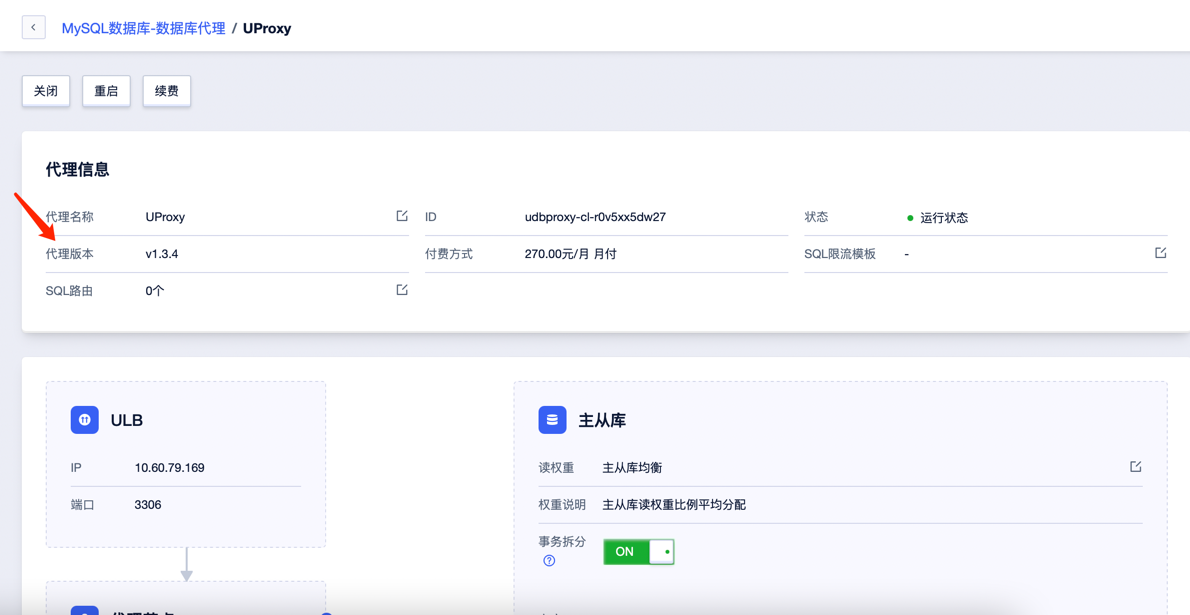 MySQL数据库-数据库代理 / UProxy
关闭 重启 续费
代理信息
代理名称 UProxy ID udbproxy-cl-r0v5xx5dw27 状态 运行状态
代理版本 v1.3.4 付费方式 270.00元/月 月付 SQL限流模板 -
SQL路由 0个
ULB 主从库
IP 10.60.79.169 读权重 主从库均衡
端口 3306 权重说明 主从库读权重比例平均分配
事务拆分 ON